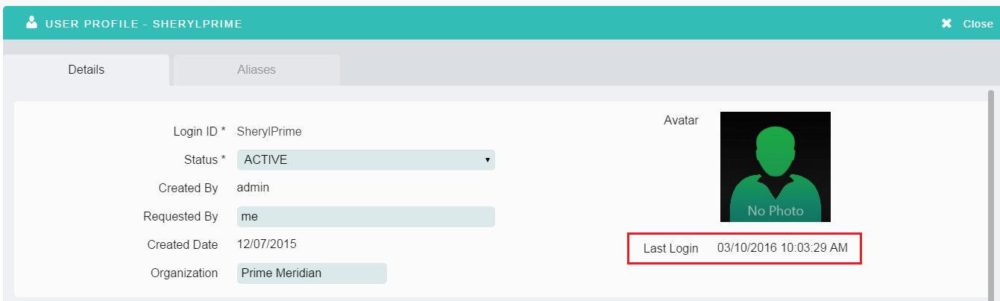 USER PROFILE - SHERYLPRIME
✖ Close
Details
Aliases
Login ID * SherylPrime
Status * ACTIVE
Created By admin
Requested By me
Created Date 12/07/2015
Organization Prime Meridian
Avatar
No Photo
Last Login 03/10/2016 10:03:29 AM